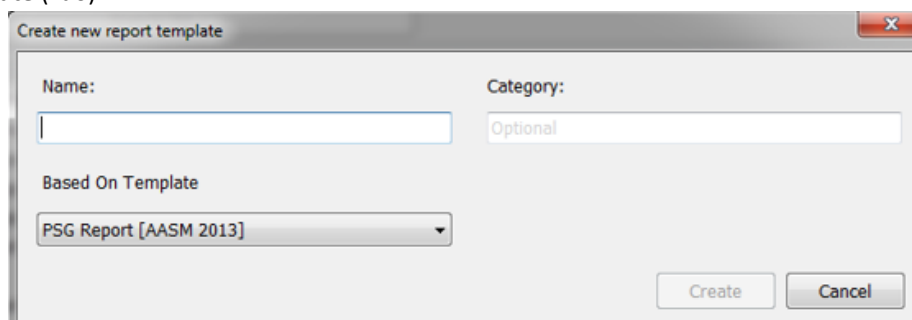 Create new report template
Name:
Category:
Optional
Based On Template
PSG Report [AASM 2013]
Create
Cancel